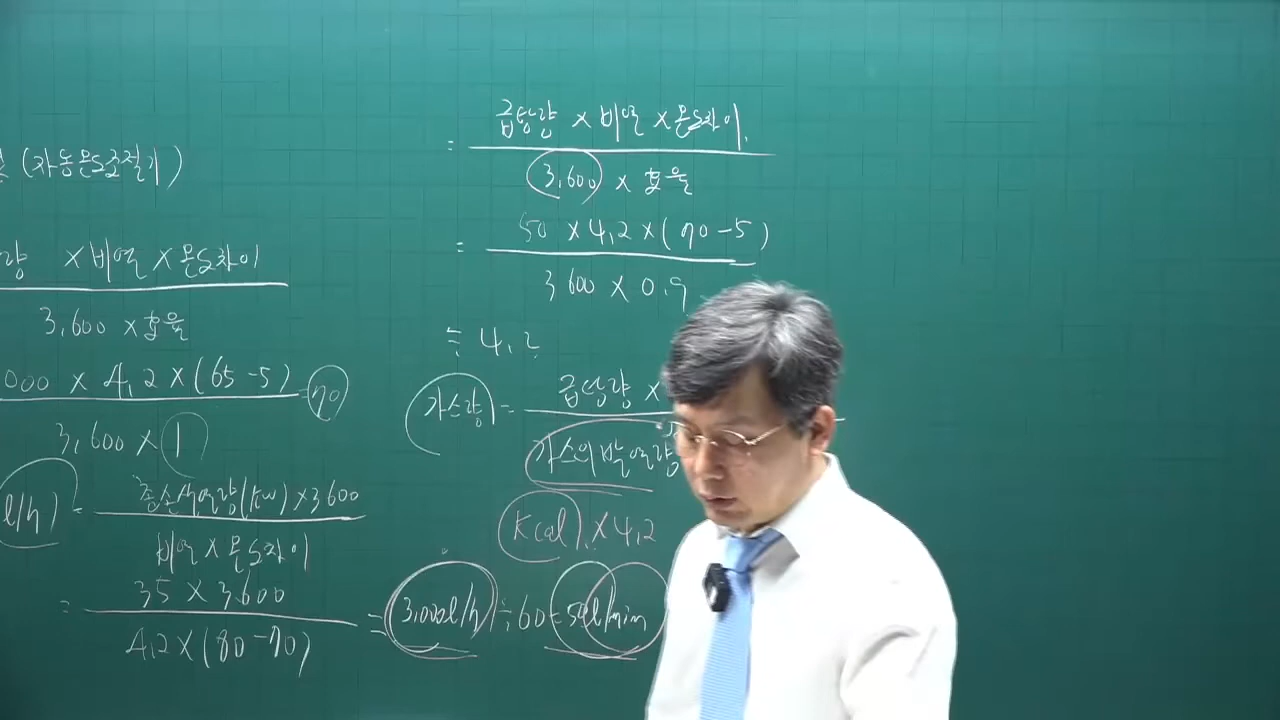 (자동온도조절기)
량 × 비열 × 온도차이
3,600 × 효율
000 × 4,2 × (65-5) = 70
3,600 × 1
l/h) = 손실열량(kw) × 3600
비열 × 온도차이
= 35 × 3600
4,2 × (80-70)
= 3,000l/h ÷ 60 = 50l/min
= 급탕량 × 비열 × 온도차이
3,600 × 효율
= 50 × 4,2 × (70-5)
3600 × 0.9
≒ 4,2
가스량 = 급탕량 ×
가스의 발열량
kcal × 4,2